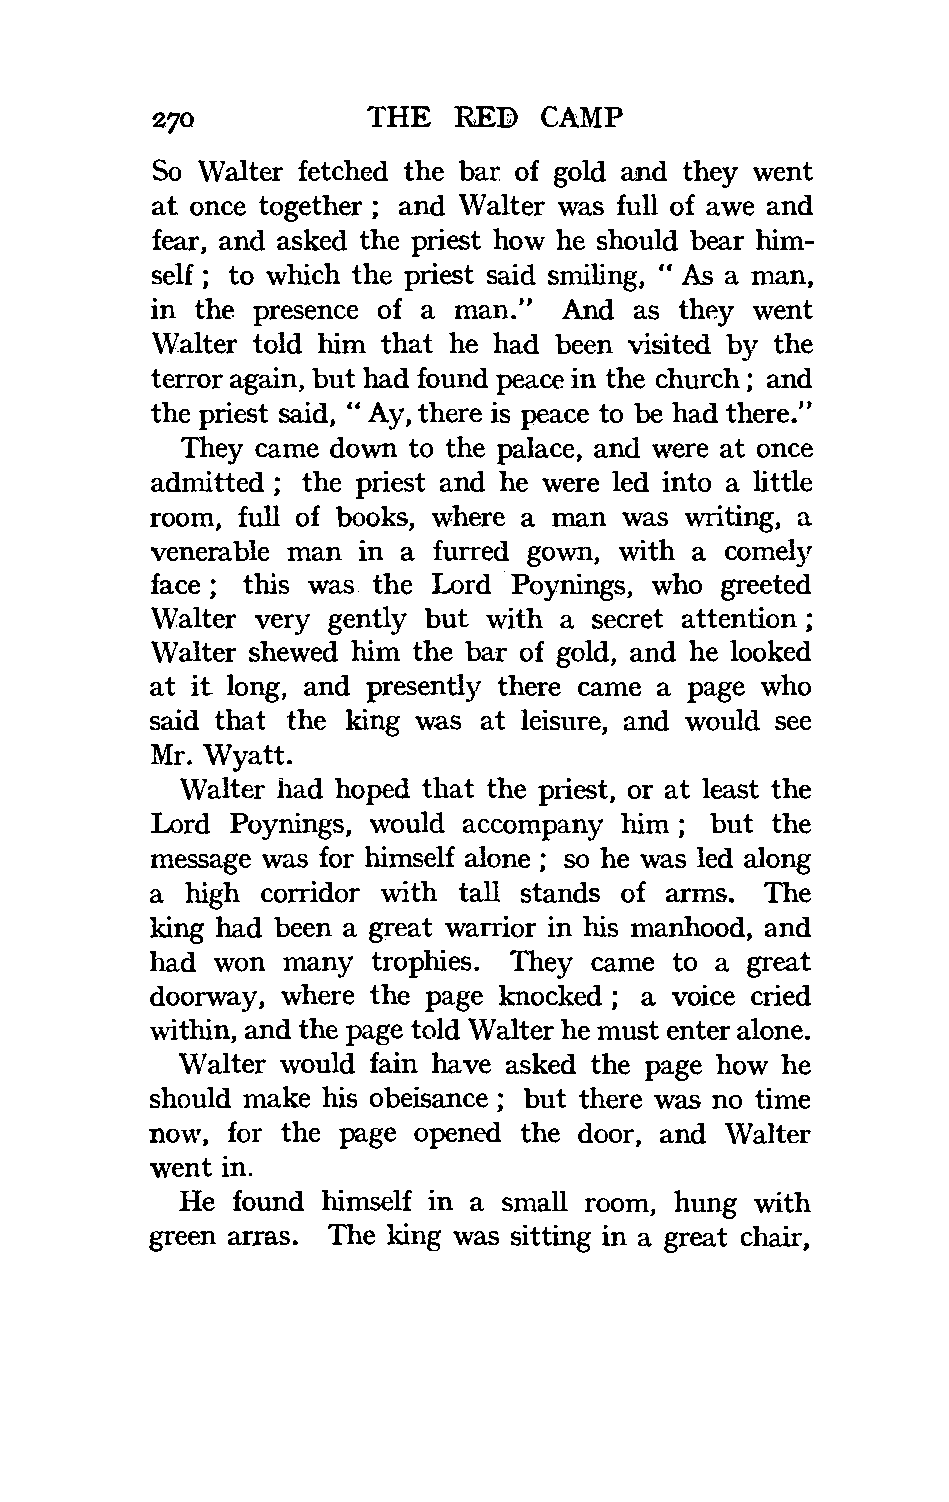 270 THE RED CAMP
So Walter fetched the bar of gold and they went
at once together ; and Walter was full of awe and
fear, and asked the priest how he should bear him-
self ; to which the priest said smiling, " As a man,
in the presence of a man." And as they went
Walter told him that he had been visited by the
terror again, but had found peace in the church ; and
the priest said, " Ay, there is peace to be had there."
They came down to the palace, and were at once
admitted ; the priest and he were led into a little
room, full of books, where a man was writing, a
venerable man in a furred gown, with a comely
face ; this was the Lord Poynings, who greeted
Walter very gently but with a secret attention ;
Walter shewed him the bar of gold, and he looked
at it long, and presently there came a page who
said that the king was at leisure, and would see
Mr. Wyatt.
Walter had hoped that the priest, or at least the
Lord Poynings, would accompany him ; but the
message was for himself alone ; so he was led along
a high corridor with tall stands of arms. The
king had been a great warrior in his manhood, and
had won many trophies. They came to a great
doorway, where the page knocked ; a voice cried
within, and the page told Walter he must enter alone.
Walter would fain have asked the page how he
should make his obeisance ; but there was no time
now, for the page opened the door, and Walter
went in.
He found himself in a small room, hung with
green arras. The king was sitting in a great chair,